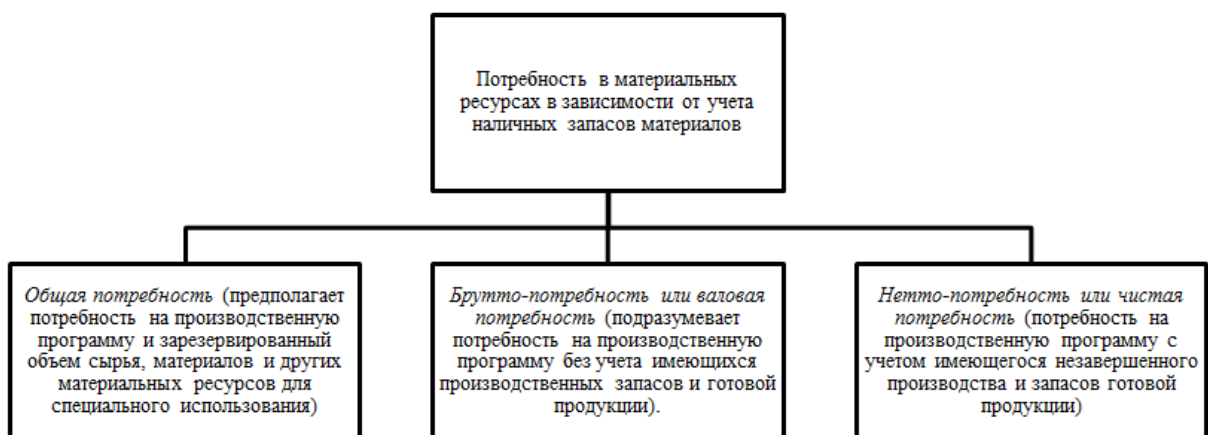 Потребность в материальных
ресурсах в зависимости от учета
наличных запасов материалов
Общая потребность (предполагает
потребность на производственную
программу и зарезервированный
объем сырья, материалов и других
материальных ресурсов для
специального использования)
Брутто-потребность или валовая
потребность (подразумевает
потребность на производственную
программу без учета имеющихся
производственных запасов и готовой
продукции).
Нетто-потребность или чистая
потребность (потребность на
производственную программу с
учетом имеющегося незавершенного
производства и запасов готовой
продукции)